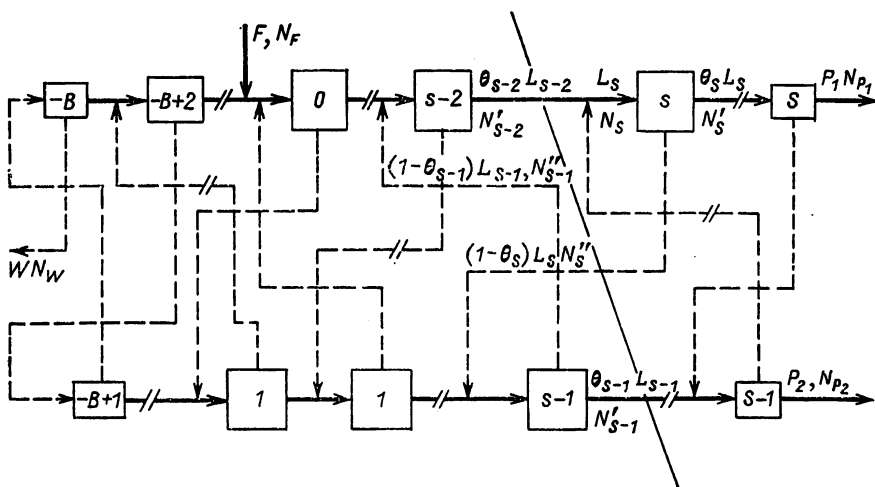 F, N_F
-B
-B+2
0
s-2
θ_{s-2} L_{s-2}
N'_{s-2}
L_s
N_s
s
θ_s L_s
N'_s
S
P_1 N_{P_1}
(1-θ_{s-1}) L_{s-1}, N''_{s-1}
W N_W
(1-θ_s) L_s N''_s
-B+1
1
1
s-1
θ_{s-1} L_{s-1}
N'_{s-1}
S-1
P_2, N_{P_2}